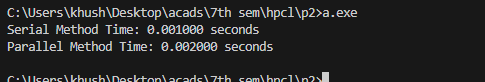 C:\Users\khush\Desktop\acads\7th sem\hpcl\p2>a.exe
Serial Method Time: 0.001000 seconds
Parallel Method Time: 0.002000 seconds
C:\Users\khush\Desktop\acads\7th sem\hpcl\p2>